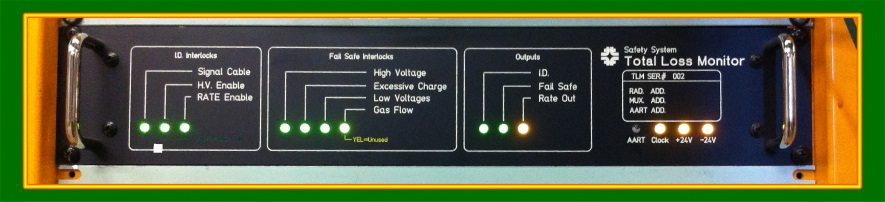 I.D. Interlocks
Signal Cable
H.V. Enable
RATE Enable
Fail Safe Interlocks
High Voltage
Excessive Charge
Low Voltages
Gas Flow
YEL=Unused
Outputs
I.D.
Fail Safe
Rate Out
Safety System
Total Loss Monitor
TLM SER# 002
RAD. ADD.
MUX. ADD.
AART ADD.
AART Clock +24V -24V